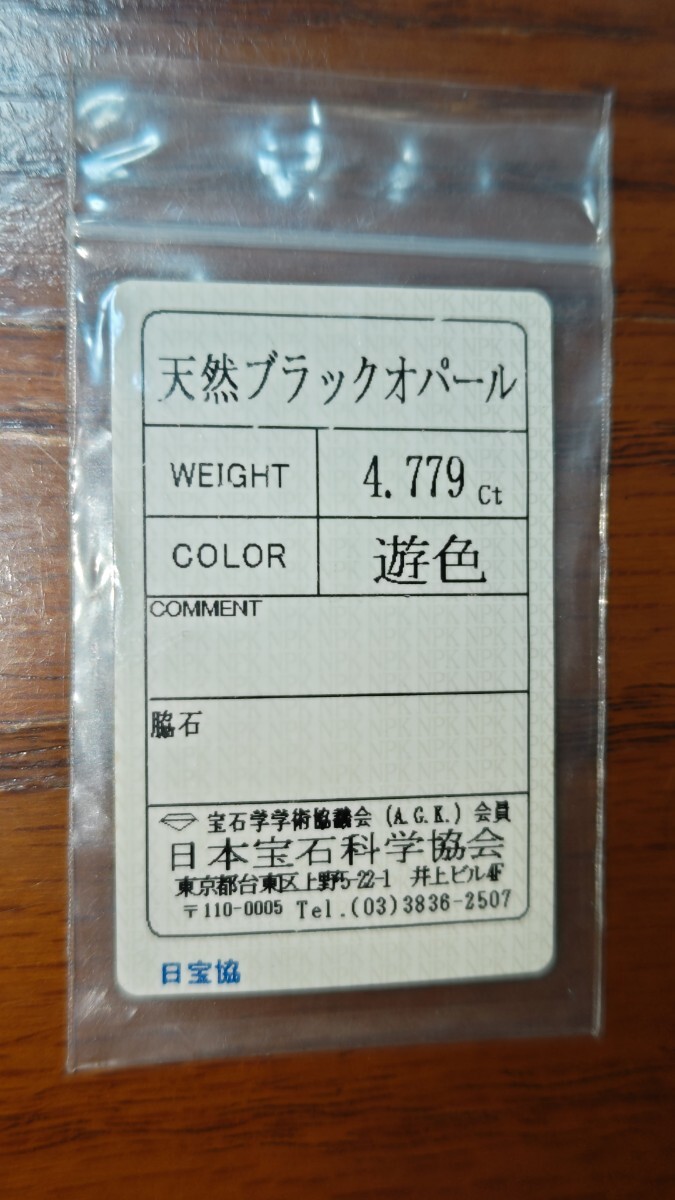 天然ブラックオパール
WEIGHT 4.779 Ct
COLOR 遊色
COMMENT
脇石
宝石学学術協議会 (A.G.K.) 会員
日本宝石科学協会
東京都台東区上野5-22-1 井上ビル4F
〒110-0005 Tel.(03)3836-2507
日宝協